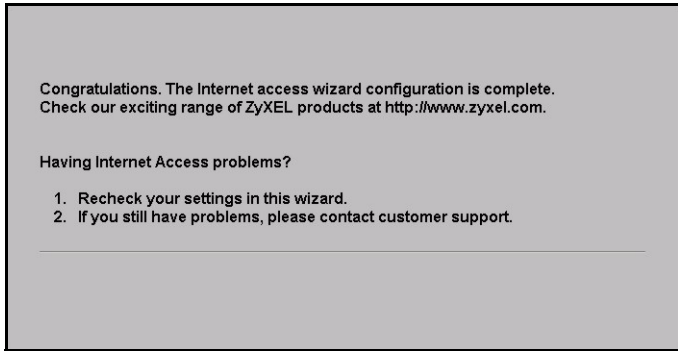 Congratulations. The Internet access wizard configuration is complete.
Check our exciting range of ZyXEL products at http://www.zyxel.com.
Having Internet Access problems?
1. Recheck your settings in this wizard.
2. If you still have problems, please contact customer support.